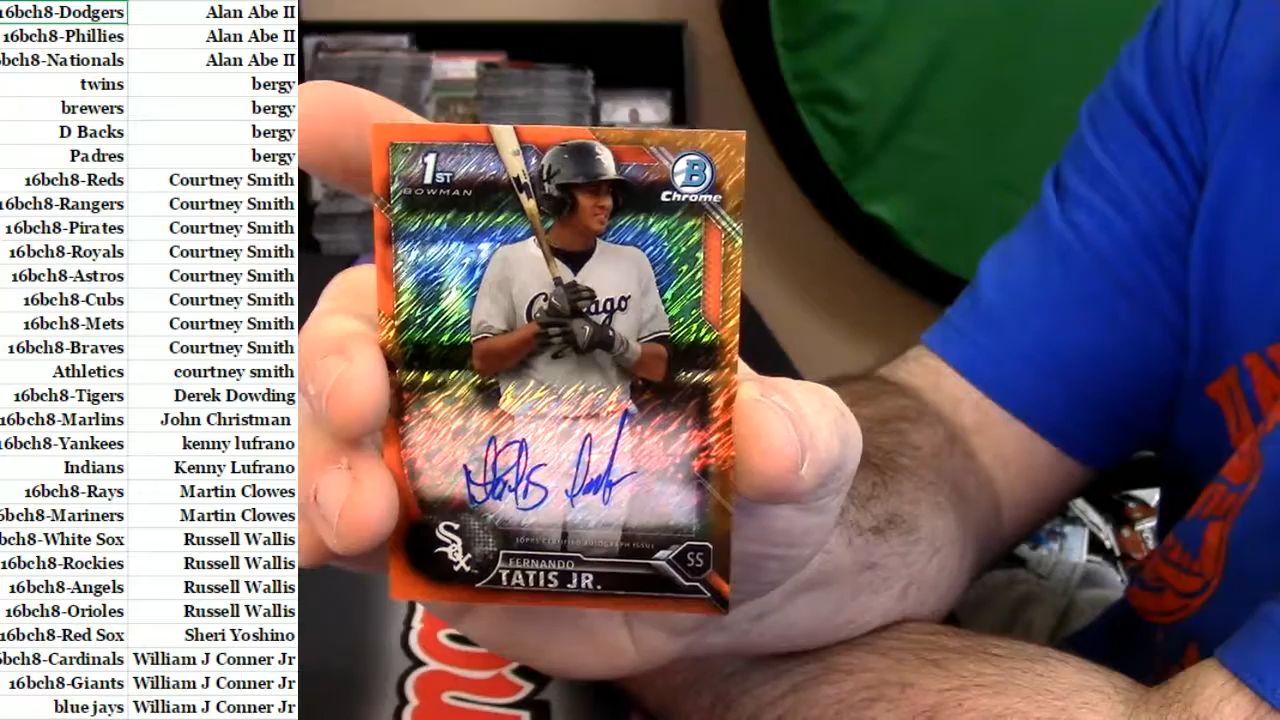 16bch8-Dodgers Alan Abe II
16bch8-Phillies Alan Abe II
bch8-Nationals Alan Abe II
twins bergy
brewers bergy
D Backs bergy
Padres bergy
16bch8-Reds Courtney Smith
16bch8-Rangers Courtney Smith
16bch8-Pirates Courtney Smith
16bch8-Royals Courtney Smith
16bch8-Astros Courtney Smith
16bch8-Cubs Courtney Smith
16bch8-Mets Courtney Smith
16bch8-Braves Courtney Smith
Athletics courtney smith
16bch8-Tigers Derek Dowding
16bch8-Marlins John Christman
16bch8-Yankees kenny lufrano
Indians Kenny Lufrano
16bch8-Rays Martin Clowes
6bch8-Mariners Martin Clowes
bch8-White Sox Russell Wallis
16bch8-Rockies Russell Wallis
16bch8-Angels Russell Wallis
16bch8-Orioles Russell Wallis
16bch8-Red Sox Sheri Yoshino
bch8-Cardinals William J Conner Jr
16bch8-Giants William J Conner Jr
blue jays William J Conner Jr
1ST
BOWMAN
B
Chrome
Chicago
Sox
TOPPS CERTIFIED AUTOGRAPH ISSUE
FERNANDO
TATIS JR.
SS